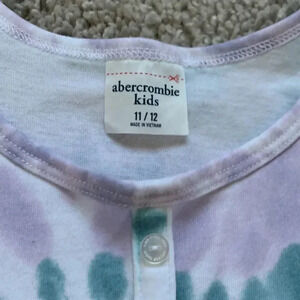 abercrombie
kids
11 / 12
MADE IN VIETNAM